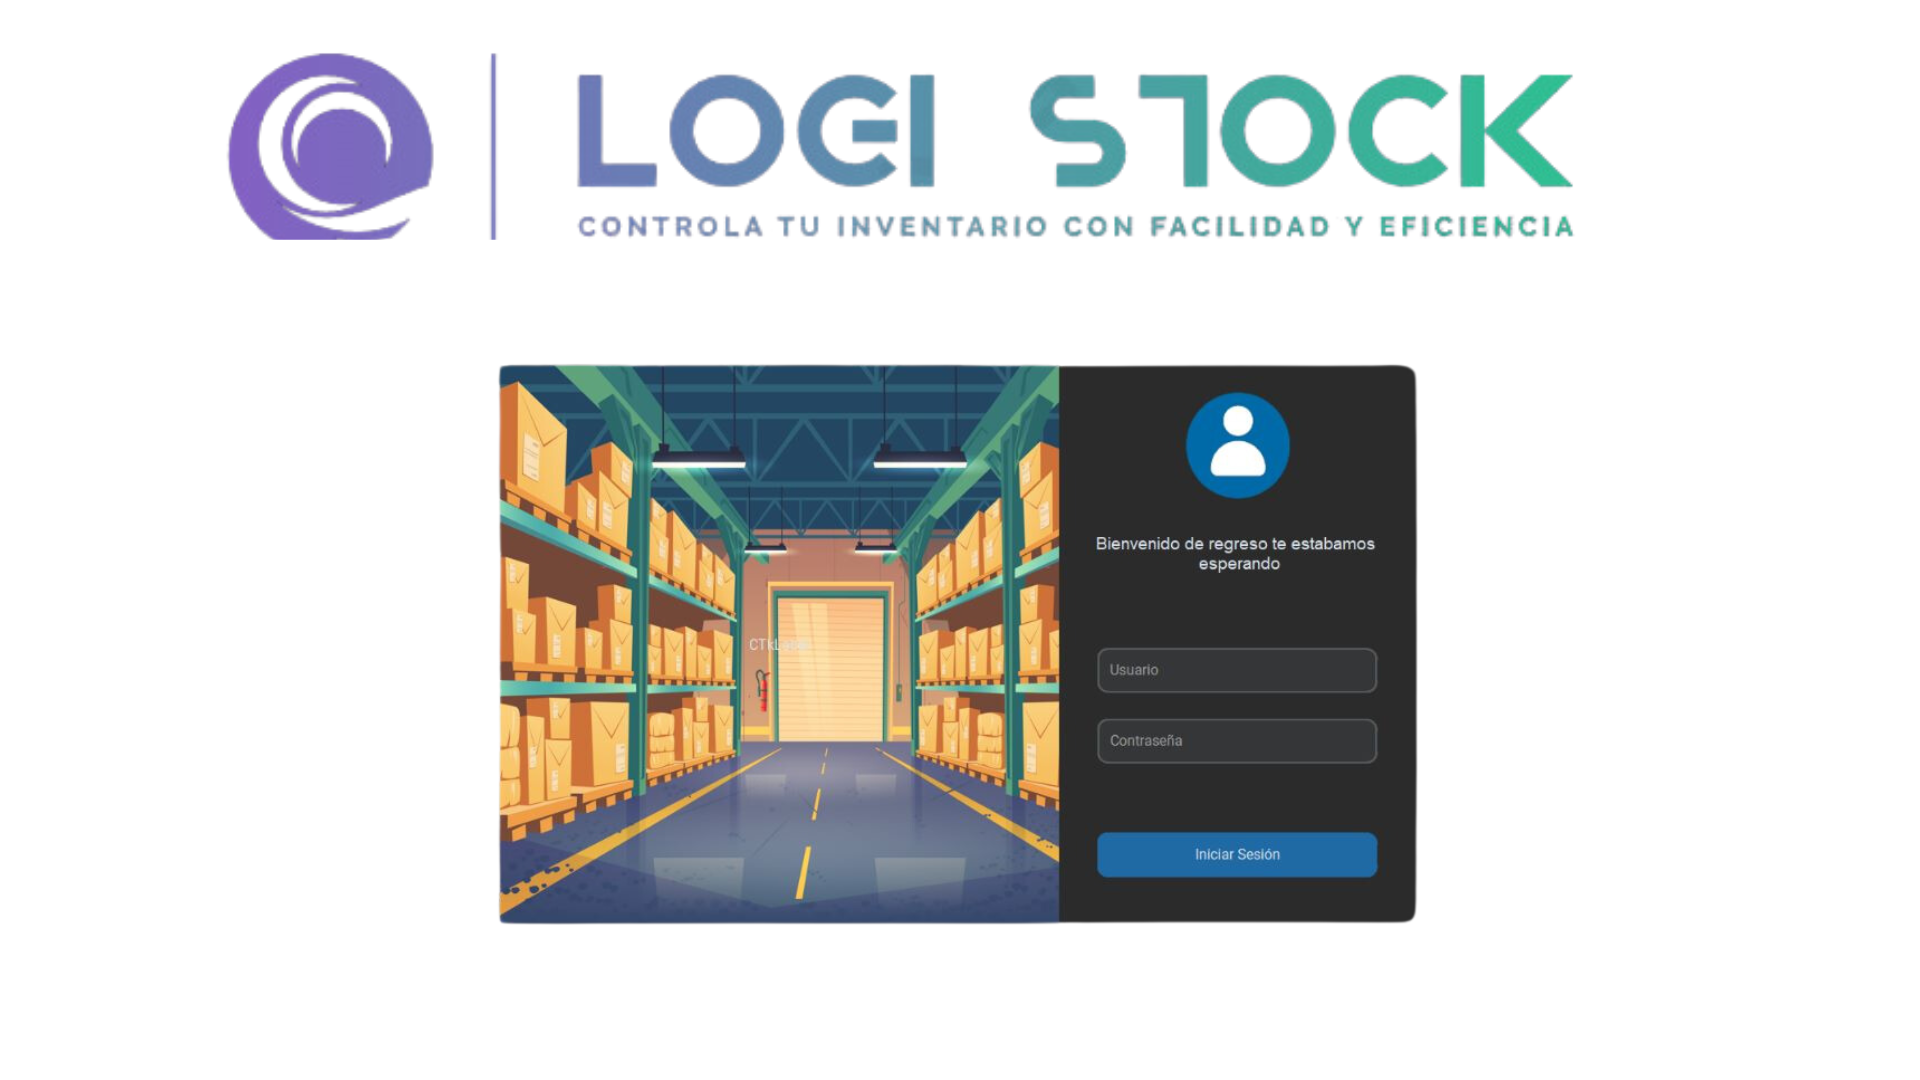 LOGI STOCK
CONTROLA TU INVENTARIO CON FACILIDAD Y EFICIENCIA
Bienvenido de regreso te estabamos
esperando
Usuario
Contraseña
Iniciar Sesión